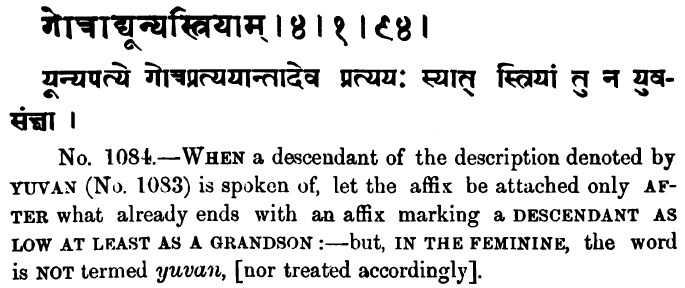 गोत्राद्यून्यस्त्रियाम् । ४ । १ । ९४ ।
यून्यपत्ये गोत्रप्रत्ययान्तादेव प्रत्ययः स्यात् स्त्रियां तु न युव-
संज्ञा ।
No. 1084.—WHEN a descendant of the description denoted by
YUVAN (No. 1083) is spoken of, let the affix be attached only AF-
TER what already ends with an affix marking a DESCENDANT AS
LOW AT LEAST AS A GRANDSON :—but, IN THE FEMININE, the word
is NOT termed yuvan, [nor treated accordingly].